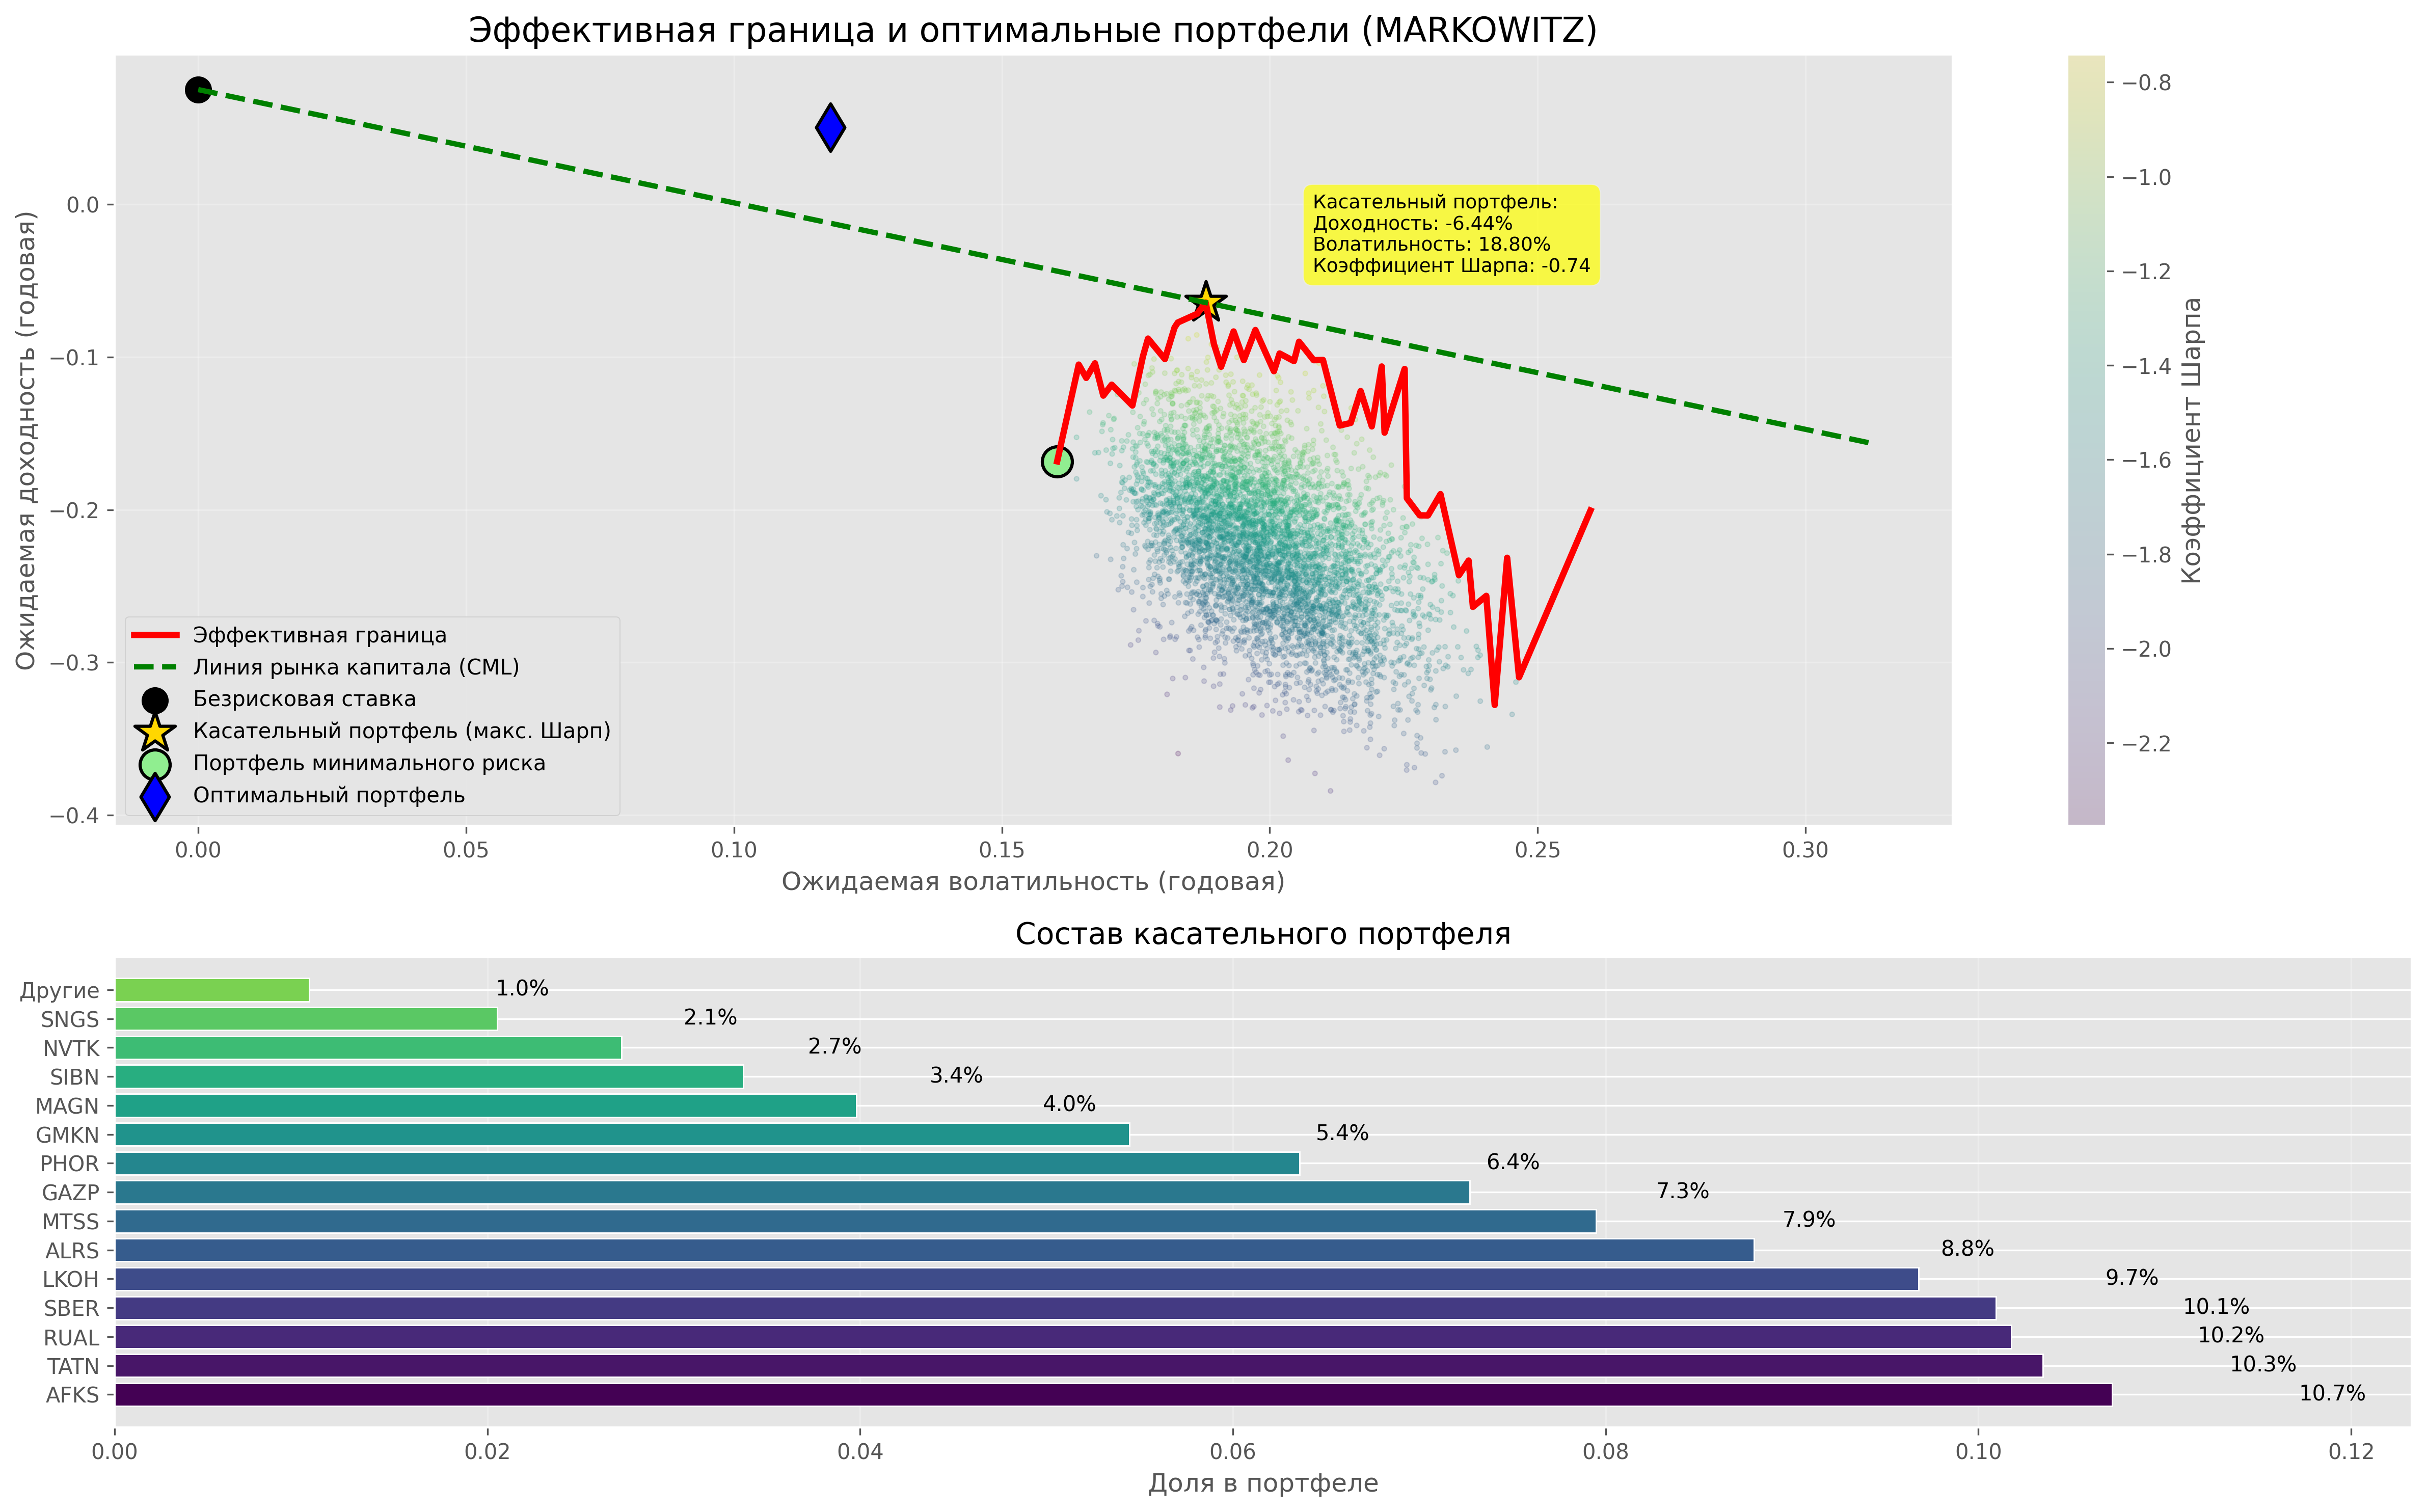 Эффективная граница и оптимальные портфели (MARKOWITZ)
Ожидаемая доходность (годовая)
0.0
−0.1
−0.2
−0.3
−0.4
Касательный портфель:
Доходность: -6.44%
Волатильность: 18.80%
Коэффициент Шарпа: -0.74
Эффективная граница
Линия рынка капитала (CML)
Безрисковая ставка
Касательный портфель (макс. Шарп)
Портфель минимального риска
Оптимальный портфель
0.00 0.05 0.10 0.15 0.20 0.25 0.30
Ожидаемая волатильность (годовая)
−0.8
−1.0
−1.2
−1.4
−1.6
−1.8
−2.0
−2.2
Коэффициент Шарпа
Состав касательного портфеля
Другие 1.0%
SNGS 2.1%
NVTK 2.7%
SIBN 3.4%
MAGN 4.0%
GMKN 5.4%
PHOR 6.4%
GAZP 7.3%
MTSS 7.9%
ALRS 8.8%
LKOH 9.7%
SBER 10.1%
RUAL 10.2%
TATN 10.3%
AFKS 10.7%
0.00 0.02 0.04 0.06 0.08 0.10 0.12
Доля в портфеле